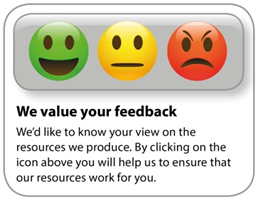 We value your feedback
We'd like to know your view on the
resources we produce. By clicking on the
icon above you will help us to ensure that
our resources work for you.